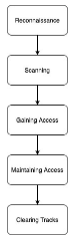 Reconnaissance
Scanning
Gaining Access
Maintaining Access
Clearing Tracks